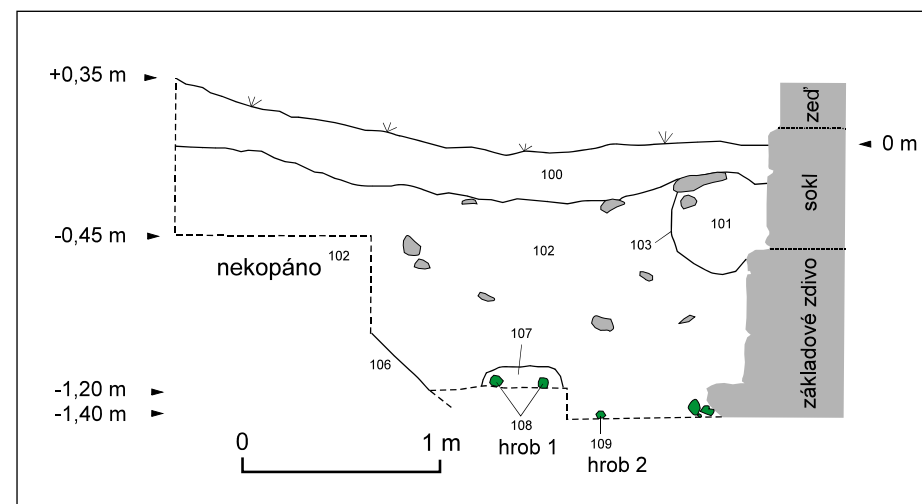 +0,35 m
zeď
0 m
100
sokl
101
-0,45 m
103
102
102
nekopáno
základové zdivo
107
106
-1,20 m
-1,40 m
108
109
hrob 1
hrob 2
0
1 m